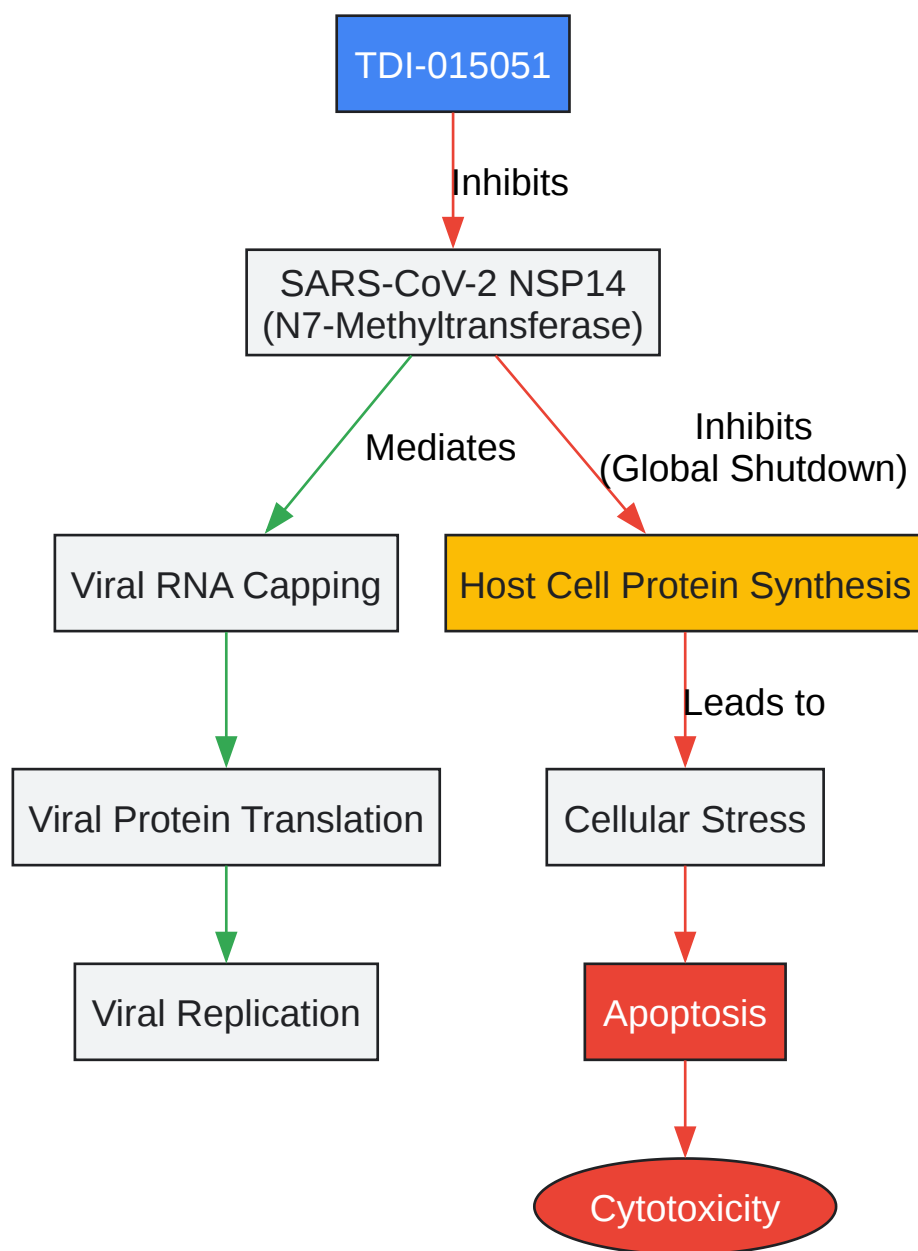 TDI-015051
Inhibits
SARS-CoV-2 NSP14
(N7-Methyltransferase)
Mediates
Inhibits
(Global Shutdown)
Viral RNA Capping
Host Cell Protein Synthesis
Leads to
Viral Protein Translation
Cellular Stress
Viral Replication
Apoptosis
Cytotoxicity